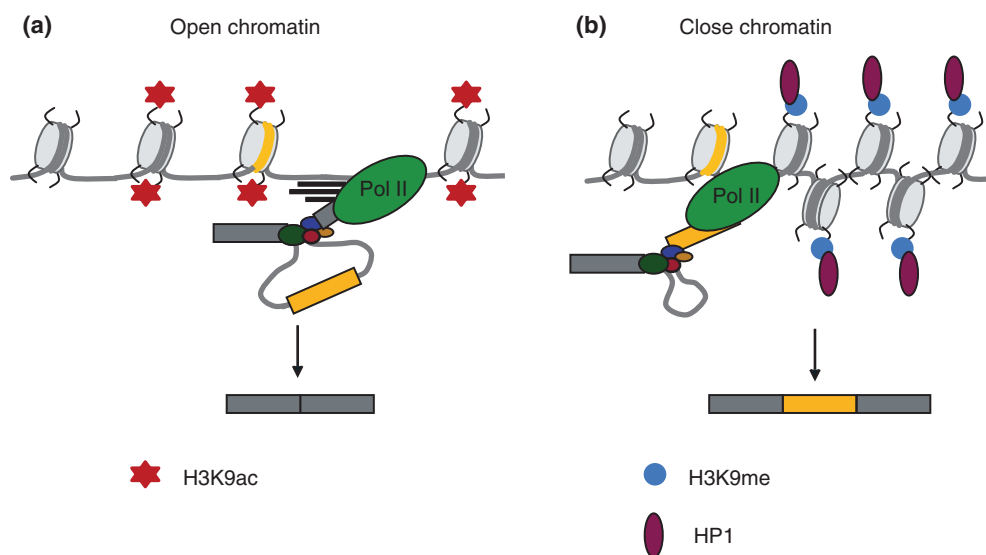 (a)
Open chromatin
Pol II
H3K9ac
(b)
Close chromatin
Pol II
H3K9me
HP1